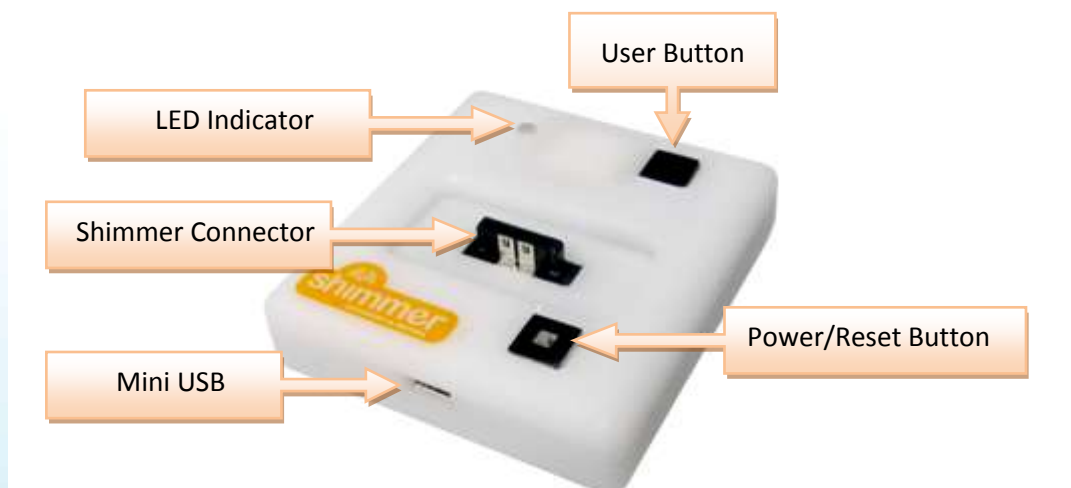 User Button
LED Indicator
Shimmer Connector
shimmer
Power/Reset Button
Mini USB